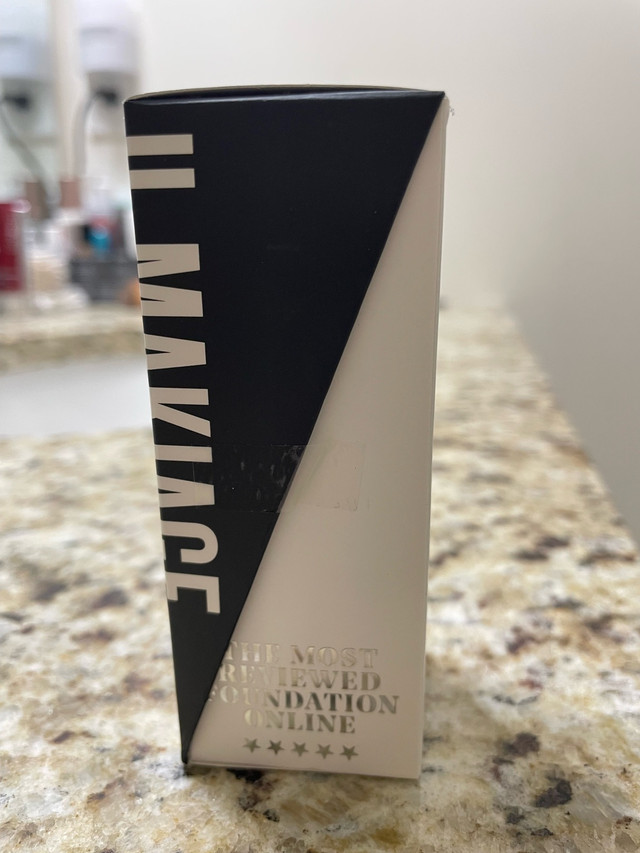 IL MAKIAGE
THE MOST
REVIEWED
FOUNDATION
ONLINE